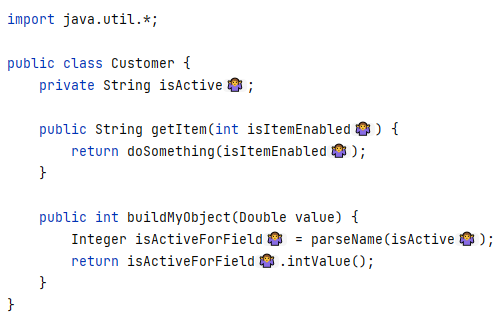 import java.util.*;

public class Customer {
    private String isActive🤷🏽‍♀️;

    public String getItem(int isItemEnabled🤷🏽‍♀️) {
        return doSomething(isItemEnabled🤷🏽‍♀️);
    }

    public int buildMyObject(Double value) {
        Integer isActiveForField🤷🏽‍♀️ = parseName(isActive🤷🏽‍♀️);
        return isActiveForField🤷🏽‍♀️.intValue();
    }
}